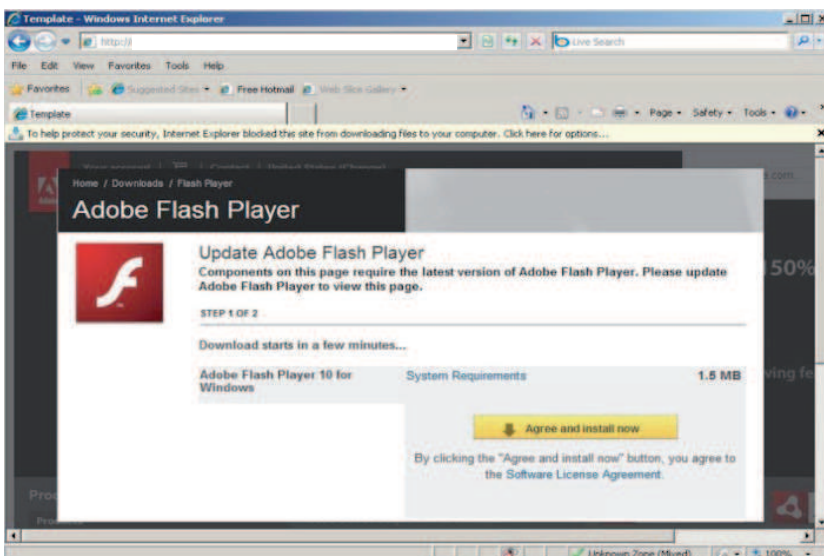 Template - Windows Internet Explorer
http://
Live Search
File Edit View Favorites Tools Help
Favorites Suggested Sites Free Hotmail Web Slice Gallery
Template
Page Safety Tools
To help protect your security, Internet Explorer blocked this site from downloading files to your computer. Click here for options...
Your account Contact United States (Change)
Home / Downloads / Flash Player
Adobe Flash Player
Update Adobe Flash Player
Components on this page require the latest version of Adobe Flash Player. Please update
Adobe Flash Player to view this page.
150%
STEP 1 OF 2
Download starts in a few minutes...
Adobe Flash Player 10 for
Windows
System Requirements
1.5 MB
Agree and install now
By clicking the "Agree and install now" button, you agree to
the Software License Agreement.
Unknown Zone (Mixed)
100%